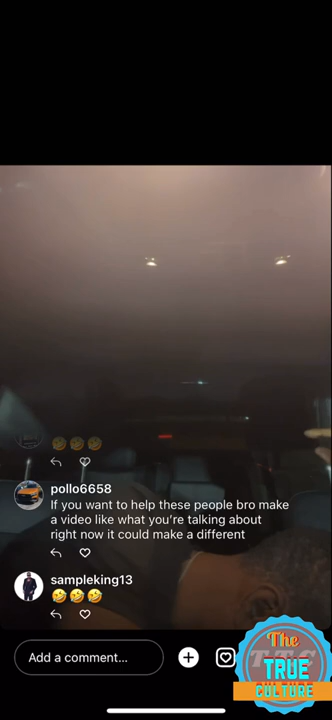 🤣🤣🤣
pollo6658
If you want to help these people bro make
a video like what you're talking about
right now it could make a different
sampleking13
🤣🤣🤣
Add a comment...
The
T.T.C
TRUE
CULTURE